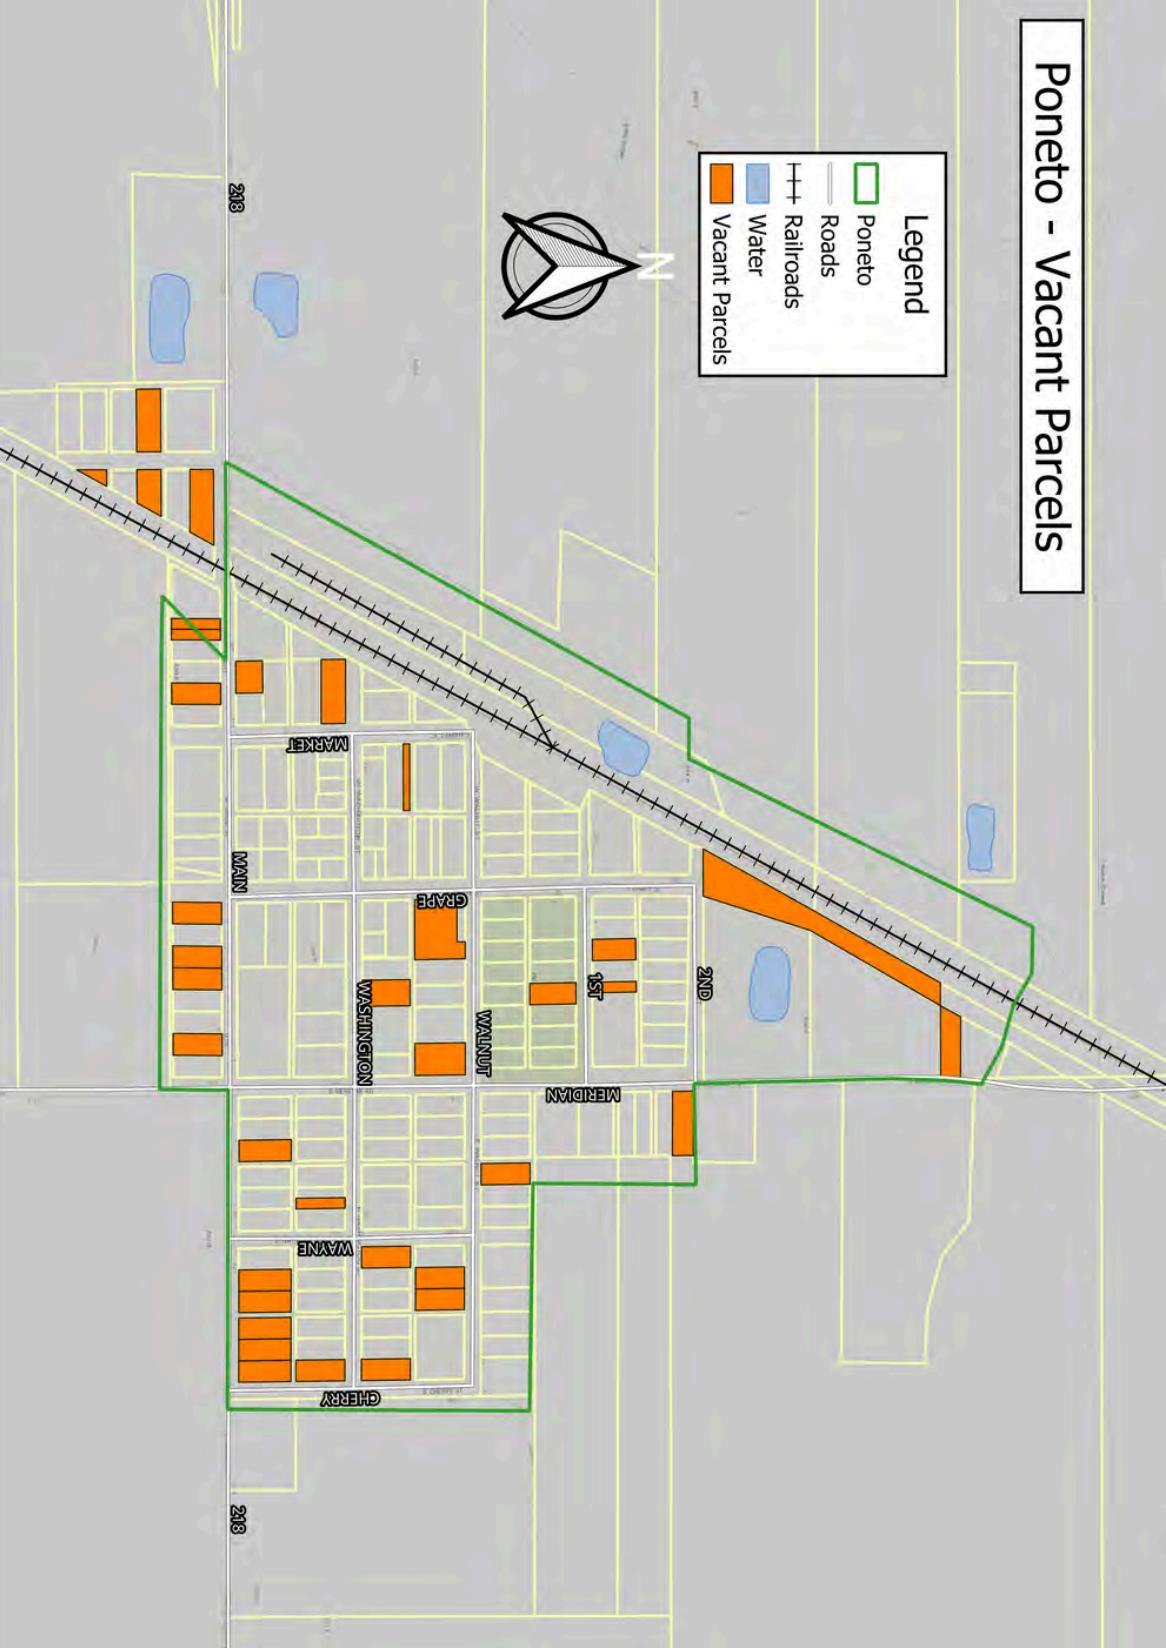 Poneto - Vacant Parcels
Legend
Poneto
Roads
Railroads
Water
Vacant Parcels
N
218
MARKET
MAIN
GRAPE
WASHINGTON
WALNUT
1ST
2ND
MERIDIAN
WAYNE
CHERRY
218